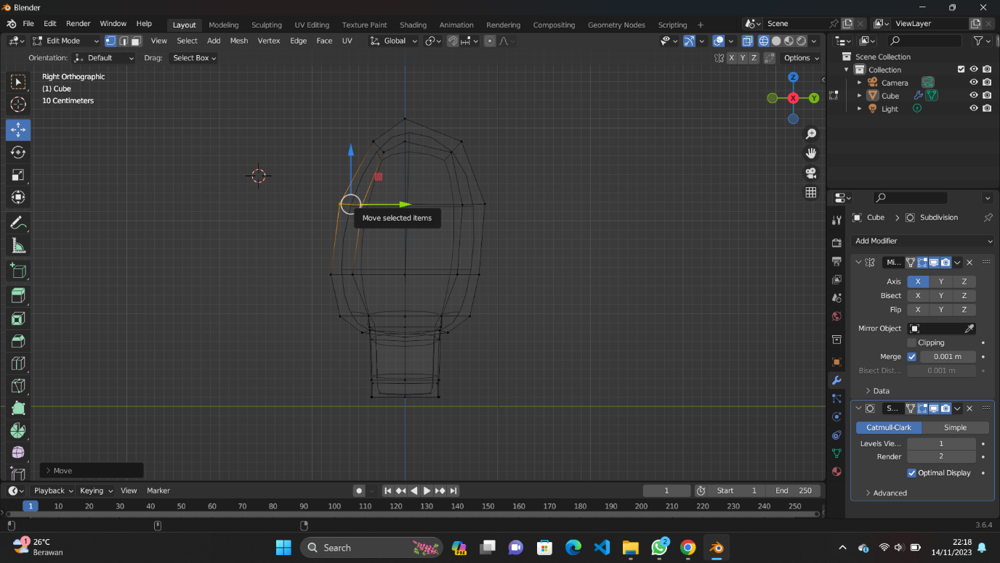 Blender
File Edit Render Window Help Layout Modeling Sculpting UV Editing Texture Paint Shading Animation Rendering Compositing Geometry Nodes Scripting + Scene ViewLayer
Edit Mode View Select Add Mesh Vertex Edge Face UV Global
Orientation: Default Drag: Select Box X Y Z Options
Right Orthographic
(1) Cube
10 Centimeters
Z
Y
X
Move selected items
Move
Scene Collection
Collection
Camera
Cube
Light
Cube > Subdivision
Add Modifier
Mi...
Axis X Y Z
Bisect X Y Z
Flip X Y Z
Mirror Object
Clipping
Merge 0.001 m
Bisect Dist... 0.001 m
Data
S...
Catmull-Clark Simple
Levels Vie... 1
Render 2
Optimal Display
Advanced
Playback Keying View Marker 1 Start 1 End 250
1 10 20 30 40 50 60 70 80 90 100 110 120 130 140 150 160 170 180 190 200 210 220 230 240 250
3.6.4
1
26°C
Berawan
Search
PRE
2
22:18
14/11/2023